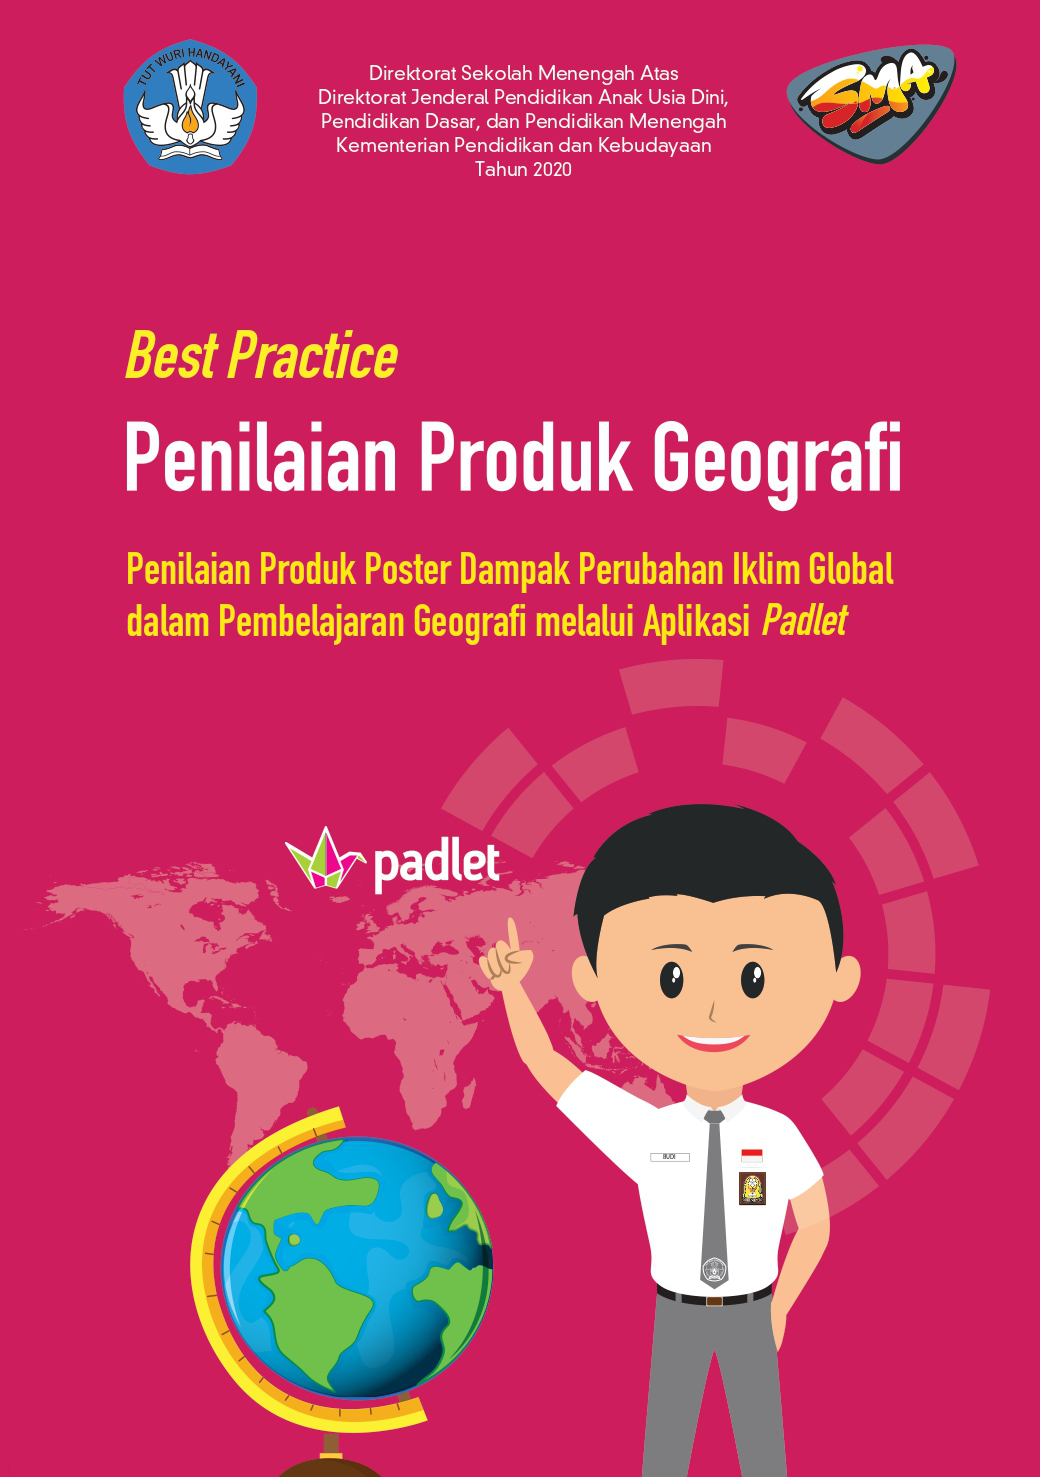 TUT WURI HANDAYANI
Direktorat Sekolah Menengah Atas
Direktorat Jenderal Pendidikan Anak Usia Dini,
Pendidikan Dasar, dan Pendidikan Menengah
Kementerian Pendidikan dan Kebudayaan
Tahun 2020
SMA
Best Practice
Penilaian Produk Geografi
Penilaian Produk Poster Dampak Perubahan Iklim Global
dalam Pembelajaran Geografi melalui Aplikasi Padlet
padlet
BUDI